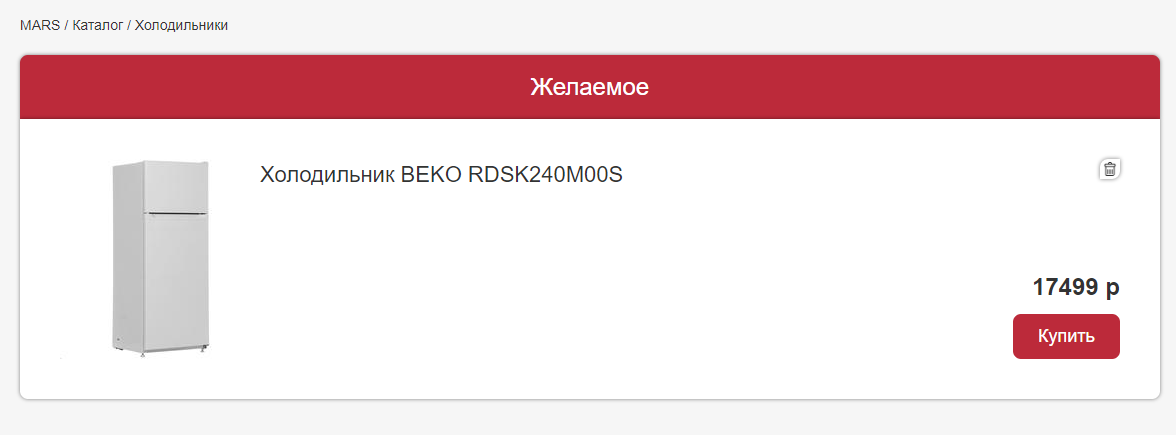 MARS / Каталог / Холодильники
Желаемое
Холодильник BEKO RDSK240M00S
17499 р
Купить